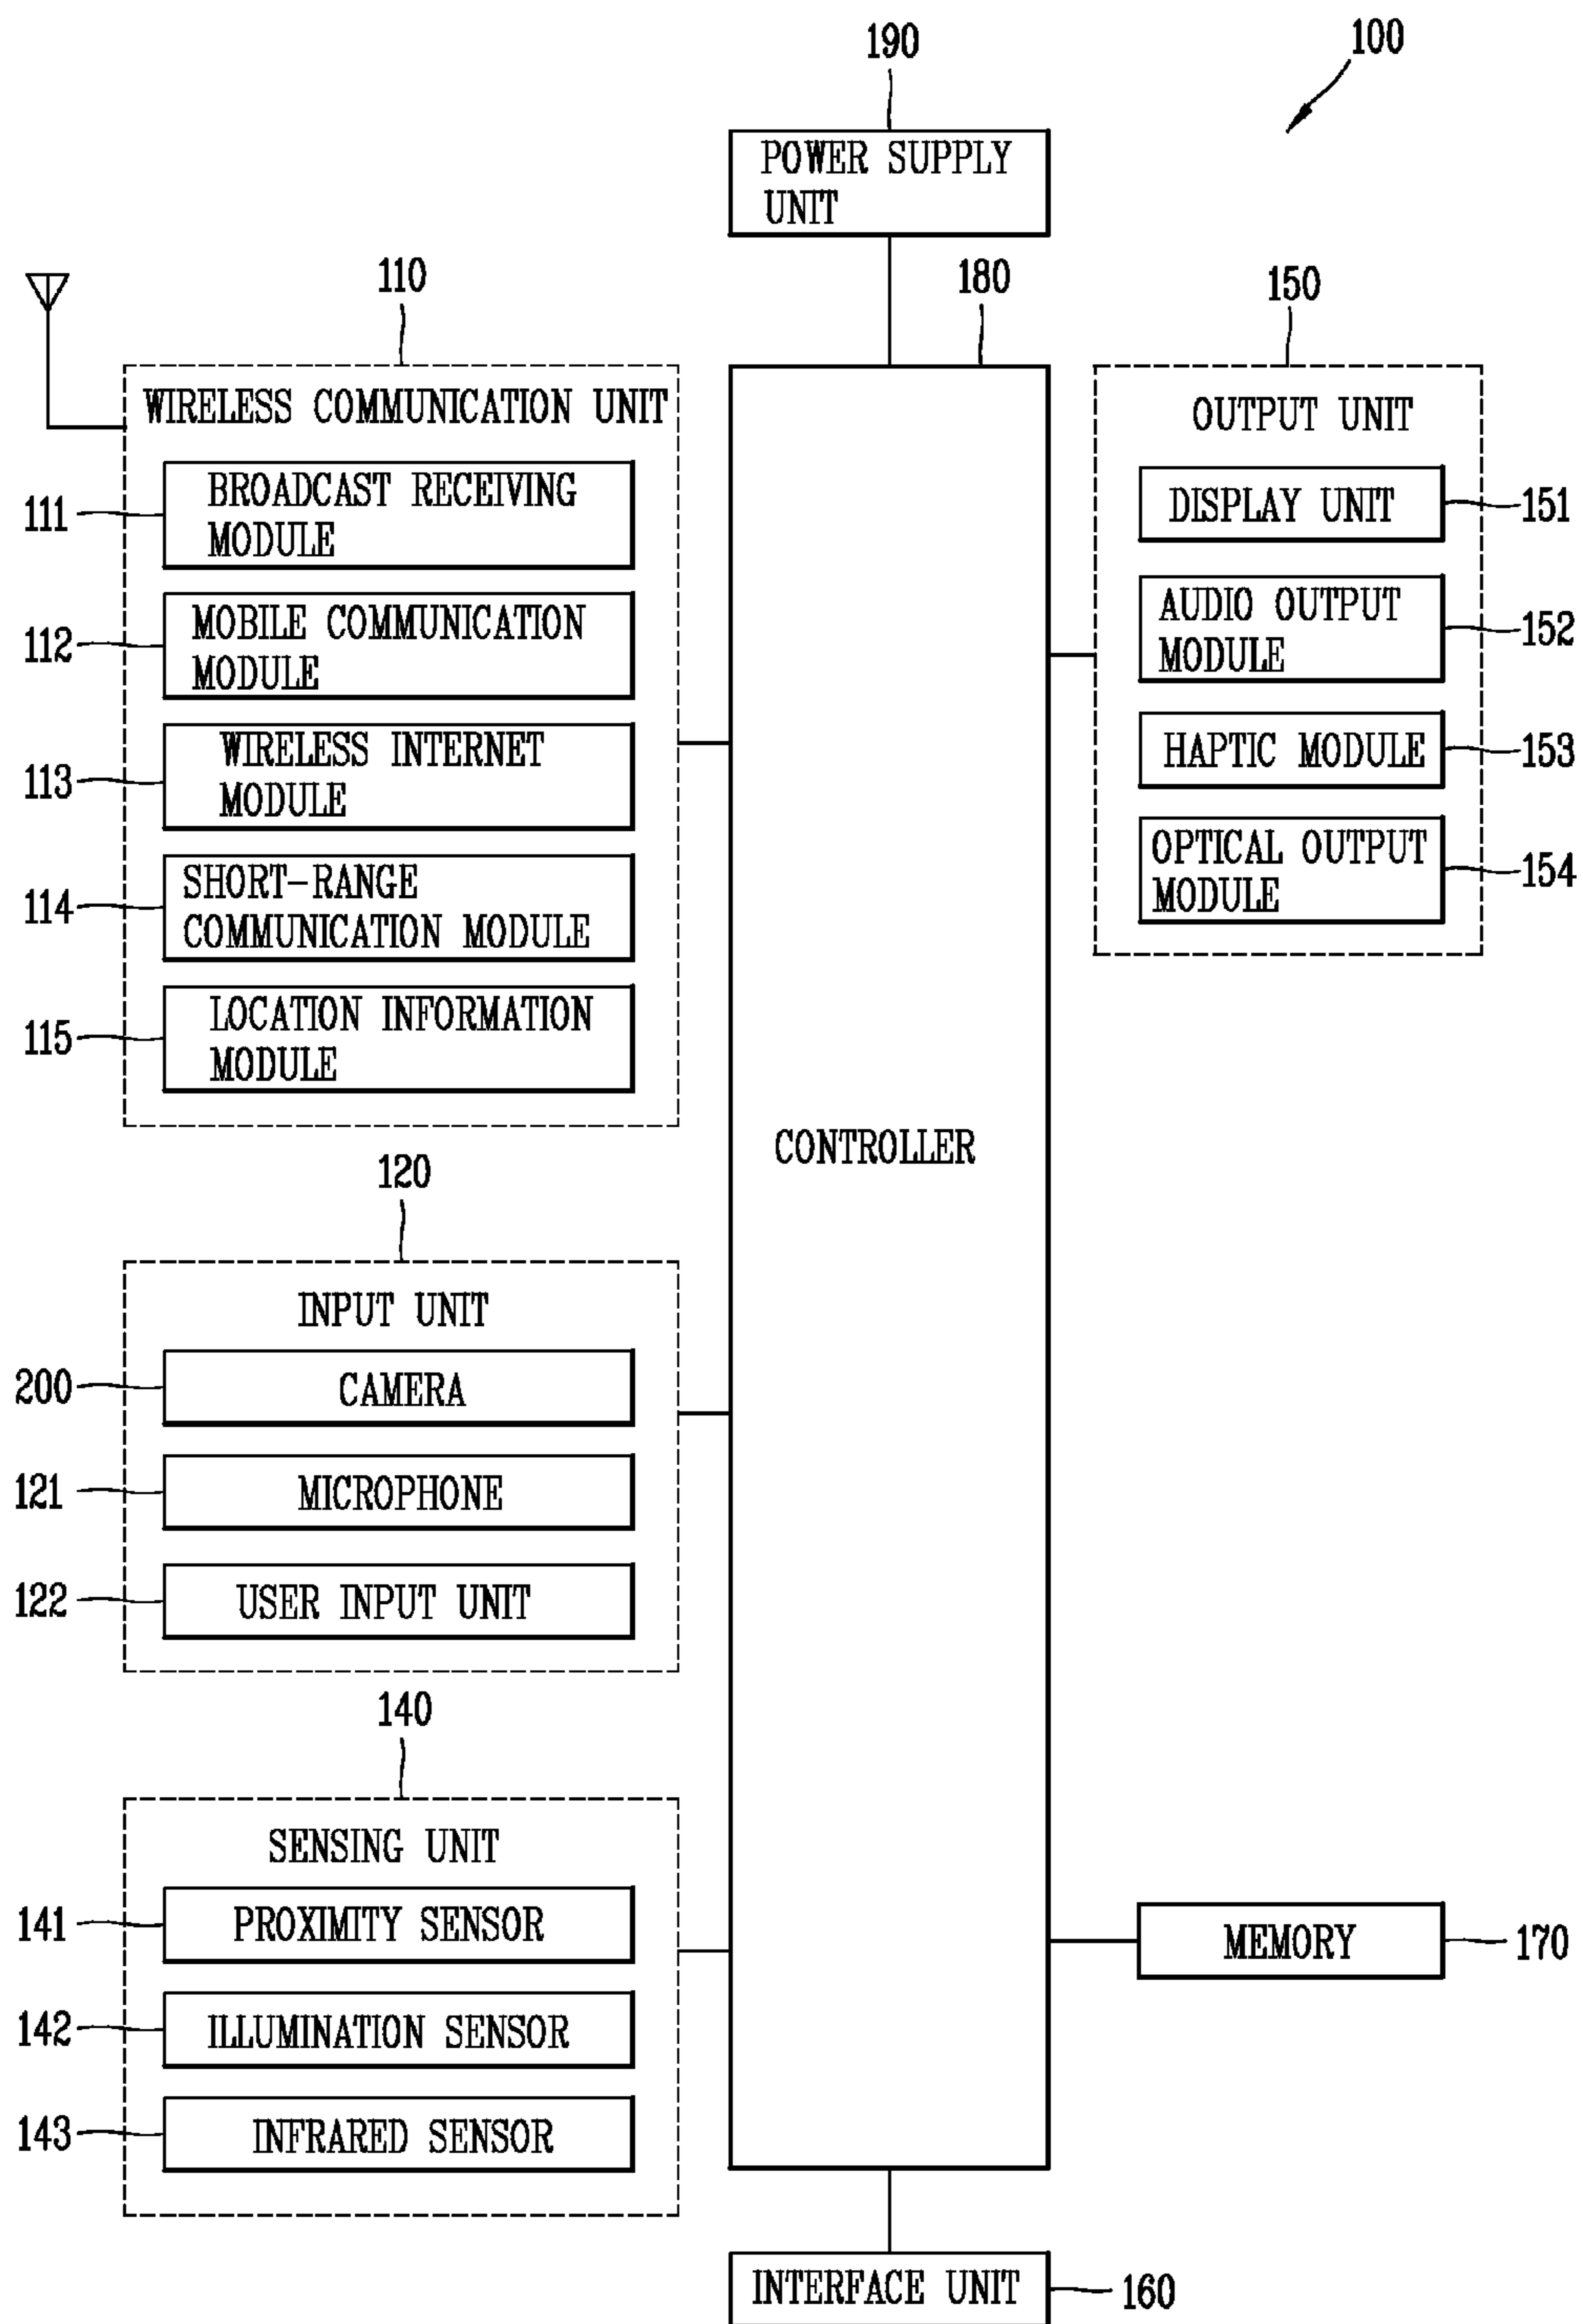 100
190
POWER SUPPLY
UNIT
110
180
150
WIRELESS COMMUNICATION UNIT
111
BROADCAST RECEIVING
MODULE
112
MOBILE COMMUNICATION
MODULE
113
WIRELESS INTERNET
MODULE
114
SHORT-RANGE
COMMUNICATION MODULE
115
LOCATION INFORMATION
MODULE
OUTPUT UNIT
DISPLAY UNIT
151
AUDIO OUTPUT
MODULE
152
HAPTIC MODULE
153
OPTICAL OUTPUT
MODULE
154
CONTROLLER
120
INPUT UNIT
200
CAMERA
121
MICROPHONE
122
USER INPUT UNIT
140
SENSING UNIT
141
PROXIMITY SENSOR
142
ILLUMINATION SENSOR
143
INFRARED SENSOR
MEMORY
170
INTERFACE UNIT
160